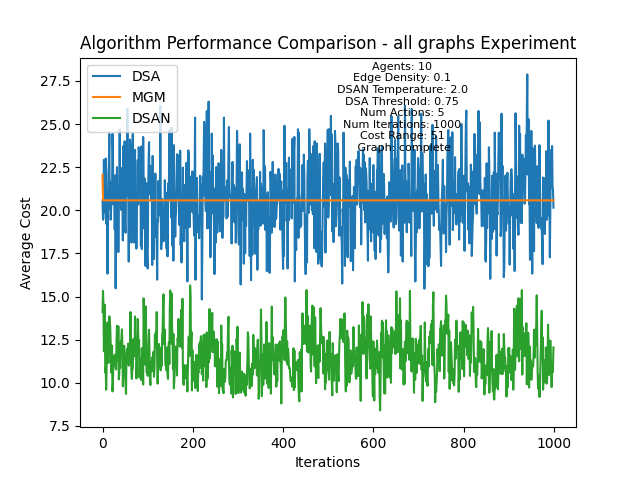 Algorithm Performance Comparison - all graphs Experiment
DSA
MGM
DSAN
Agents: 10
Edge Density: 0.1
DSAN Temperature: 2.0
DSA Threshold: 0.75
Num Actions: 5
Num Iterations: 1000
Cost Range: 51
Graph: complete
Average Cost
27.5
25.0
22.5
20.0
17.5
15.0
12.5
10.0
7.5
0
200
400
600
800
1000
Iterations